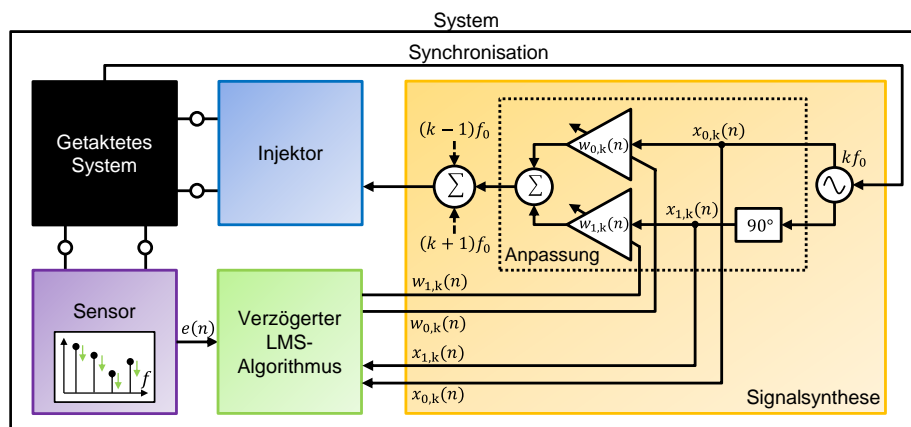 System
Synchronisation
Getaktetes
System
Injektor
(k − 1)f₀
∑
(k + 1)f₀
∑
w₀,ₖ(n)
w₁,ₖ(n)
x₀,ₖ(n)
x₁,ₖ(n)
kf₀
90°
Anpassung
Sensor
f
e(n)
Verzögerter
LMS-
Algorithmus
w₁,ₖ(n)
w₀,ₖ(n)
x₁,ₖ(n)
x₀,ₖ(n)
Signalsynthese